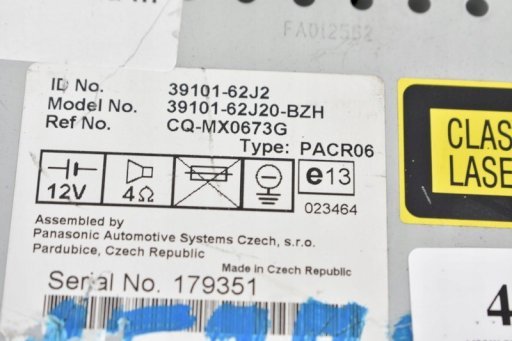 FAD12562
ID No. 39101-62J2
Model No. 39101-62J20-BZH
Ref No. CQ-MX0673G
Type: PACR06
12V 4Ω e13
023464
Assembled by
Panasonic Automotive Systems Czech, s.r.o.
Pardubice, Czech Republic
Made in Czech Republic
Serial No. 179351
CLAS
LASE
4